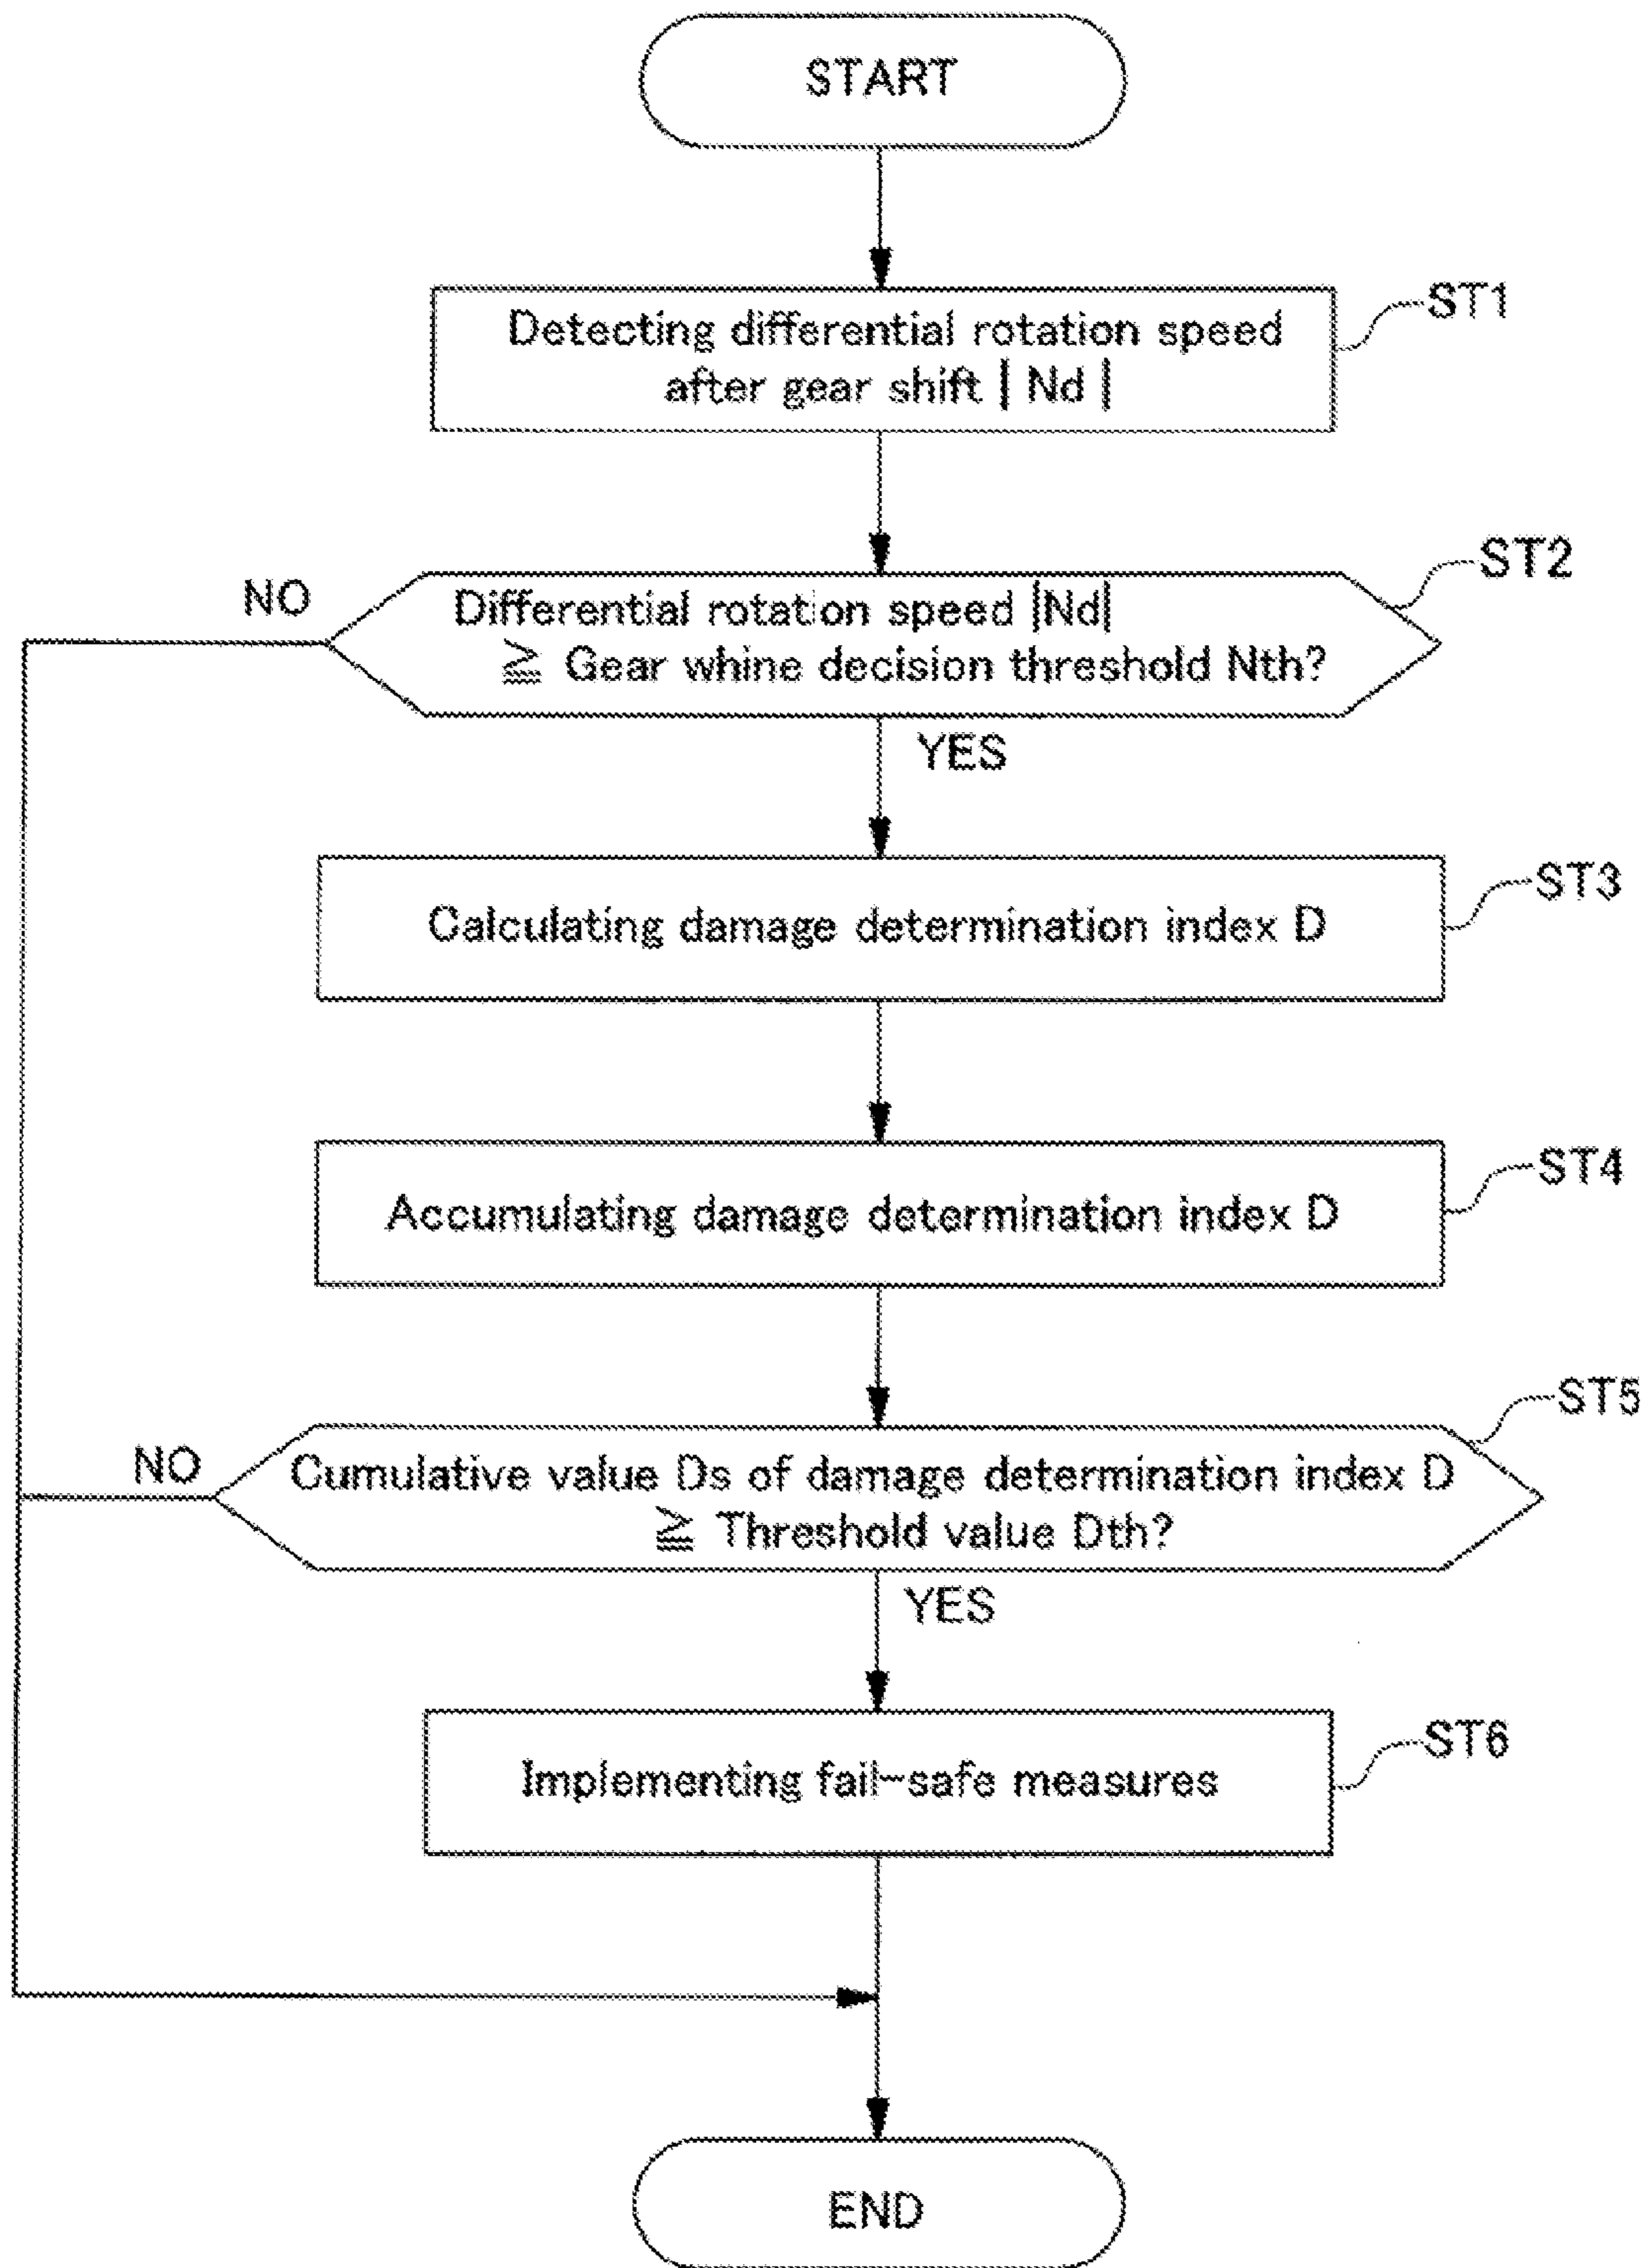 START
ST1
Detecting differential rotation speed
after gear shift | Nd |
ST2
NO
Differential rotation speed |Nd|
≧ Gear whine decision threshold Nth?
YES
ST3
Calculating damage determination index D
ST4
Accumulating damage determination index D
ST5
NO
Cumulative value Ds of damage determination index D
≧ Threshold value Dth?
YES
ST6
Implementing fail-safe measures
END